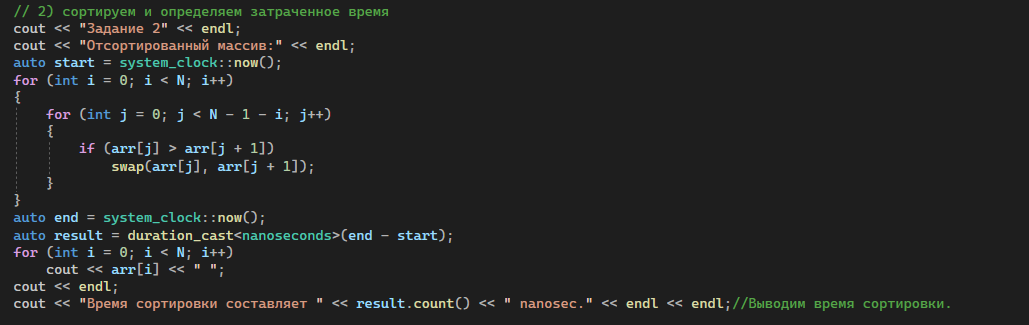 // 2) сортируем и определяем затраченное время
cout << "Задание 2" << endl;
cout << "Отсортированный массив:" << endl;
auto start = system_clock::now();
for (int i = 0; i < N; i++)
{
    for (int j = 0; j < N - 1 - i; j++)
    {
        if (arr[j] > arr[j + 1])
            swap(arr[j], arr[j + 1]);
    }
}
auto end = system_clock::now();
auto result = duration_cast<nanoseconds>(end - start);
for (int i = 0; i < N; i++)
    cout << arr[i] << " ";
cout << endl;
cout << "Время сортировки составляет " << result.count() << " nanosec." << endl << endl;//Выводим время сортировки.